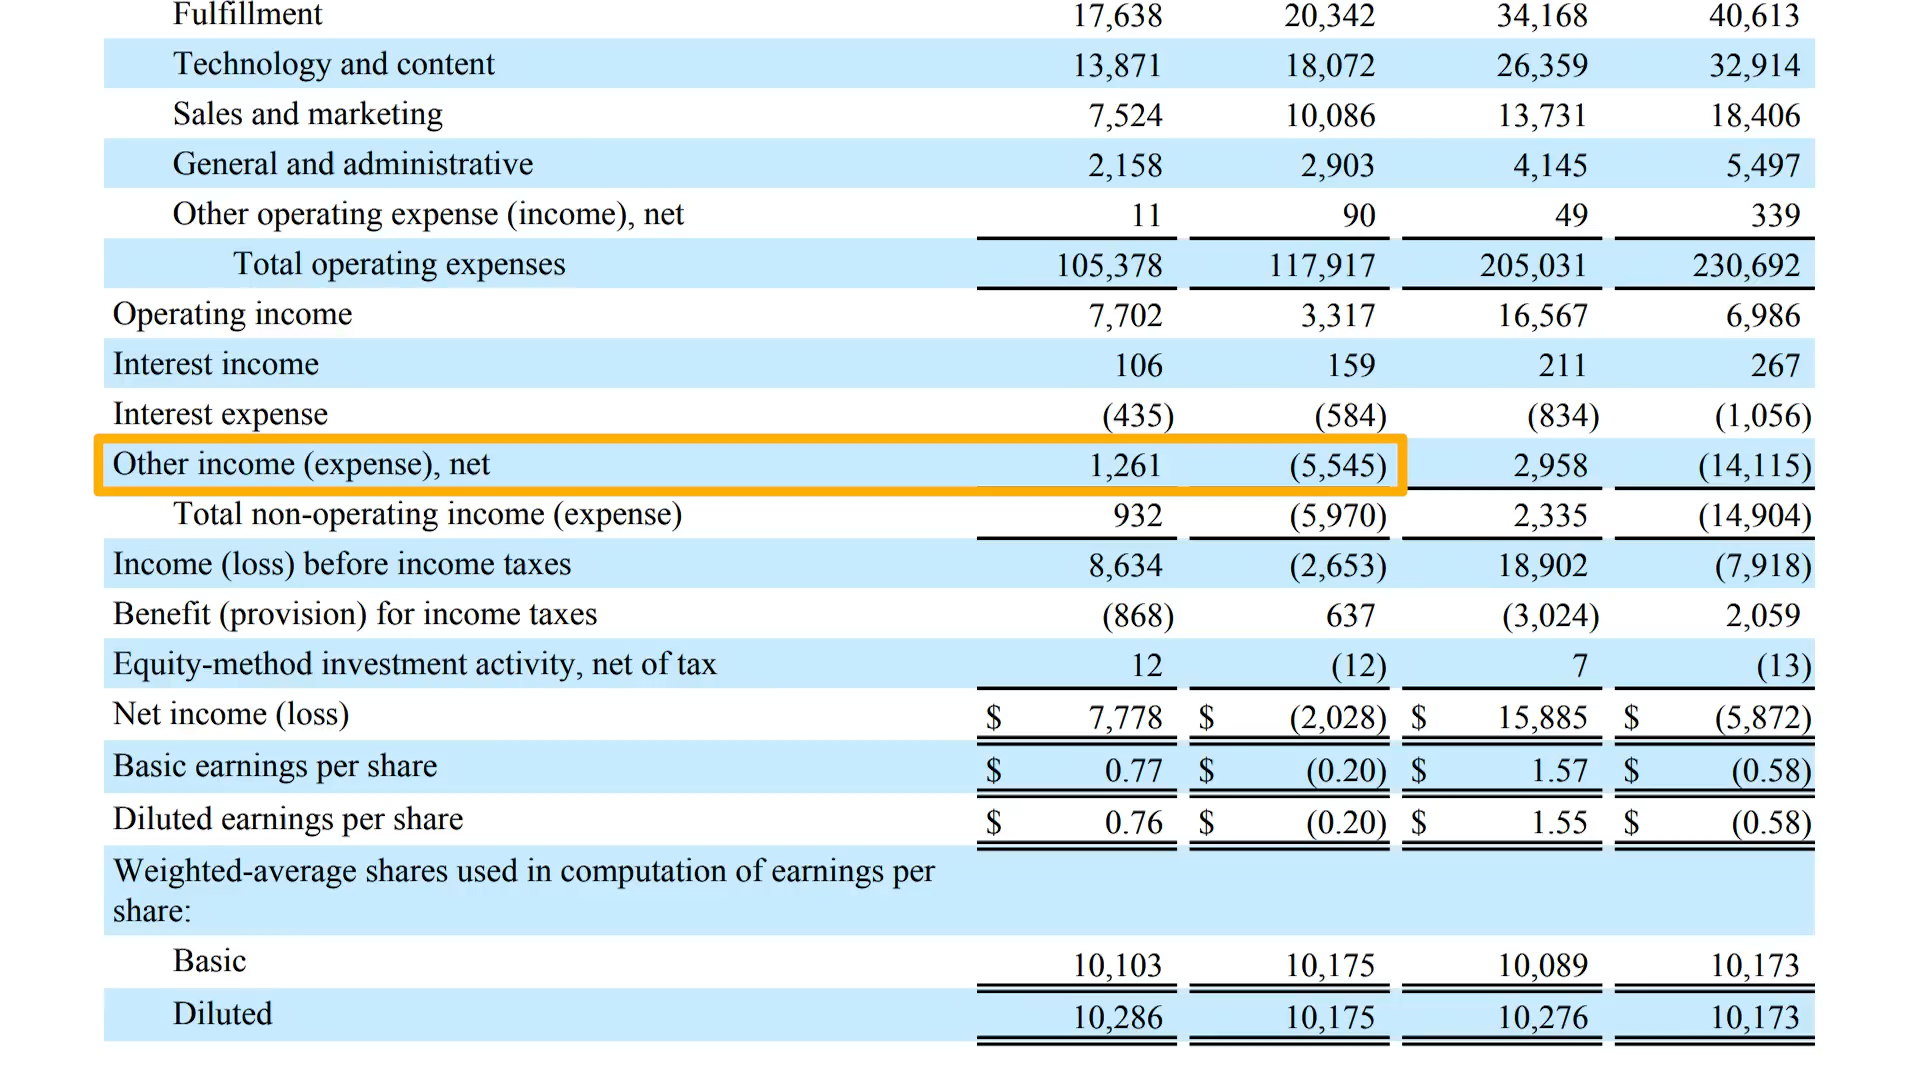 Fulfillment 17,638 20,342 34,168 40,613
Technology and content 13,871 18,072 26,359 32,914
Sales and marketing 7,524 10,086 13,731 18,406
General and administrative 2,158 2,903 4,145 5,497
Other operating expense (income), net 11 90 49 339
Total operating expenses 105,378 117,917 205,031 230,692
Operating income 7,702 3,317 16,567 6,986
Interest income 106 159 211 267
Interest expense (435) (584) (834) (1,056)
Other income (expense), net 1,261 (5,545) 2,958 (14,115)
Total non-operating income (expense) 932 (5,970) 2,335 (14,904)
Income (loss) before income taxes 8,634 (2,653) 18,902 (7,918)
Benefit (provision) for income taxes (868) 637 (3,024) 2,059
Equity-method investment activity, net of tax 12 (12) 7 (13)
Net income (loss) $ 7,778 $ (2,028) $ 15,885 $ (5,872)
Basic earnings per share $ 0.77 $ (0.20) $ 1.57 $ (0.58)
Diluted earnings per share $ 0.76 $ (0.20) $ 1.55 $ (0.58)
Weighted-average shares used in computation of earnings per
share:
Basic 10,103 10,175 10,089 10,173
Diluted 10,286 10,175 10,276 10,173